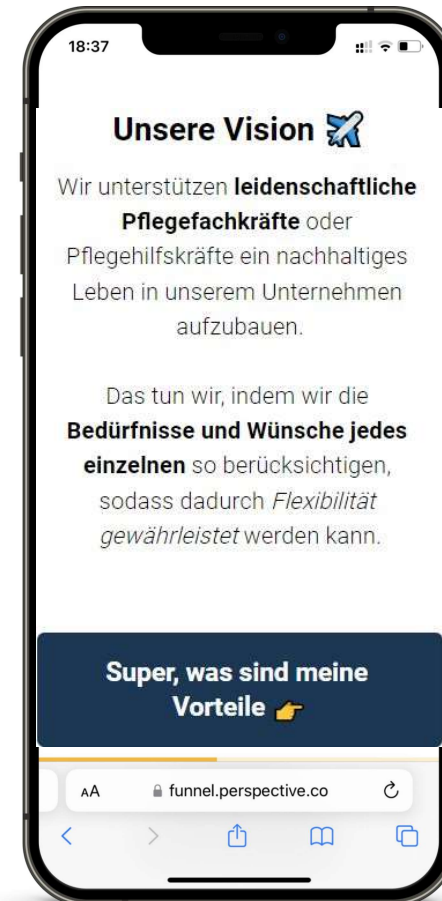 18:37
Unsere Vision ✈️
Wir unterstützen leidenschaftliche
Pflegefachkräfte oder
Pflegehilfskräfte ein nachhaltiges
Leben in unserem Unternehmen
aufzubauen.
Das tun wir, indem wir die
Bedürfnisse und Wünsche jedes
einzelnen so berücksichtigen,
sodass dadurch Flexibilität
gewährleistet werden kann.
Super, was sind meine
Vorteile 👉
AA funnel.perspective.co